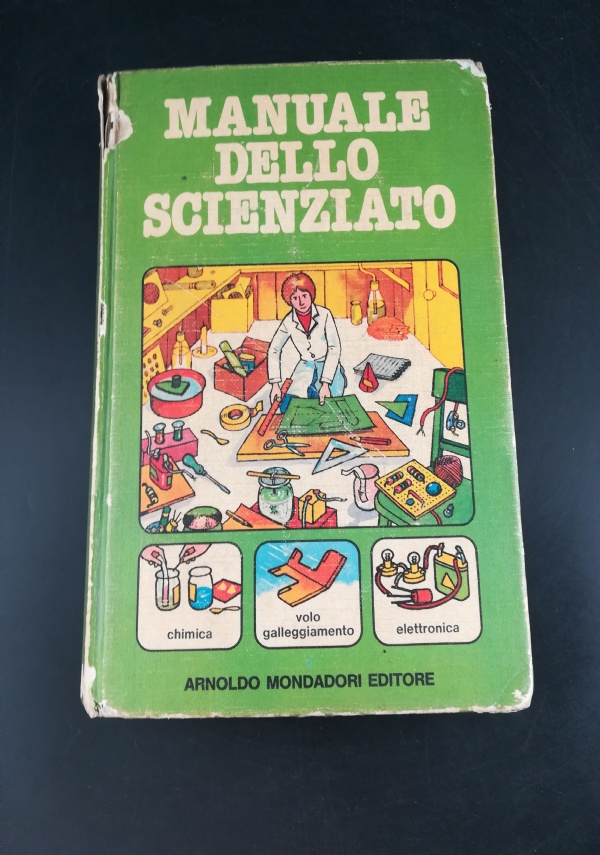 MANUALE
DELLO
SCIENZIATO
chimica
volo
galleggiamento
elettronica
ARNOLDO MONDADORI EDITORE